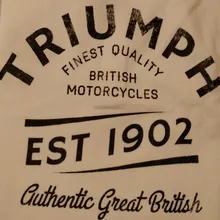 TRIUMPH
FINEST QUALITY
BRITISH
MOTORCYCLES
EST 1902
Authentic Great British